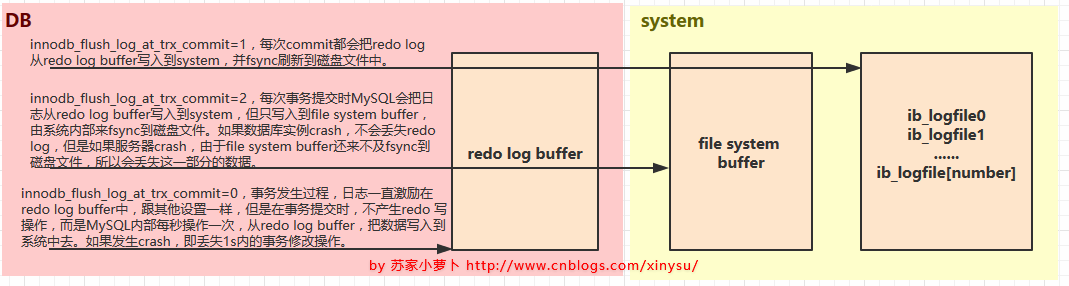 DB
system
innodb_flush_log_at_trx_commit=1，每次commit都会把redo log
从redo log buffer写入到system，并fsync刷新到磁盘文件中。
innodb_flush_log_at_trx_commit=2，每次事务提交时MySQL会把日
志从redo log buffer写入到system，但只写入到file system buffer，
由系统内部来fsync到磁盘文件。如果数据库实例crash，不会丢失redo
log，但是如果服务器crash，由于file system buffer还来不及fsync到
磁盘文件，所以会丢失这一部分的数据。
innodb_flush_log_at_trx_commit=0，事务发生过程，日志一直激励在
redo log buffer中，跟其他设置一样，但是在事务提交时，不产生redo 写
操作，而是MySQL内部每秒操作一次，从redo log buffer，把数据写入到
系统中去。如果发生crash，即丢失1s内的事务修改操作。
redo log buffer
file system
buffer
ib_logfile0
ib_logfile1
......
ib_logfile[number]
by 苏家小萝卜 http://www.cnblogs.com/xinysu/